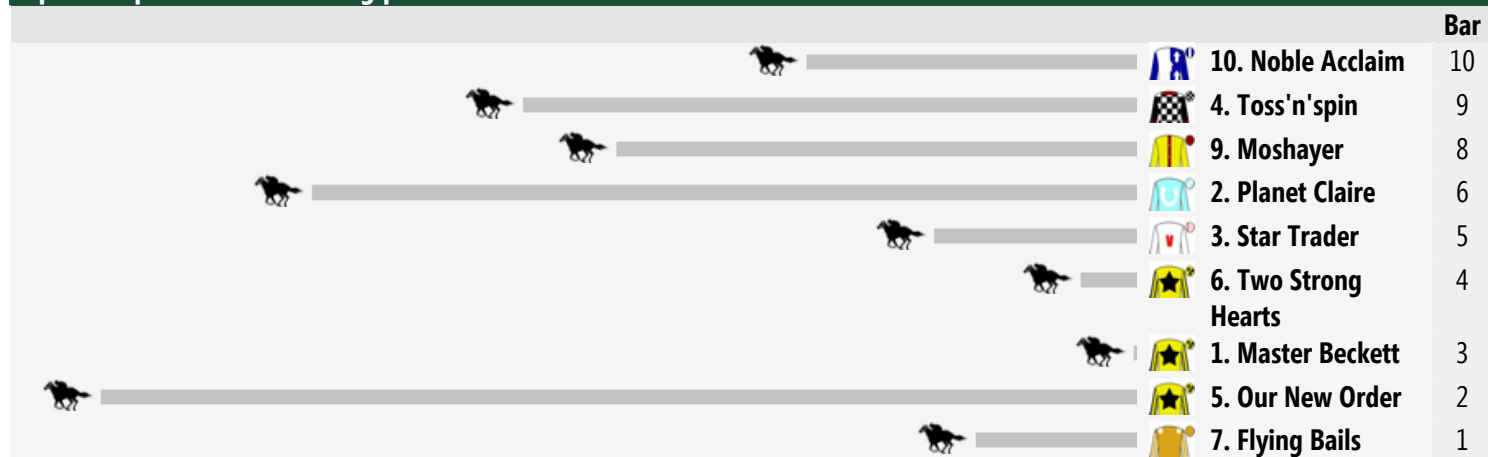 Bar
10. Noble Acclaim 10
4. Toss'n'spin 9
9. Moshayer 8
2. Planet Claire 6
3. Star Trader 5
6. Two Strong 4
Hearts
1. Master Beckett 3
5. Our New Order 2
7. Flying Bails 1